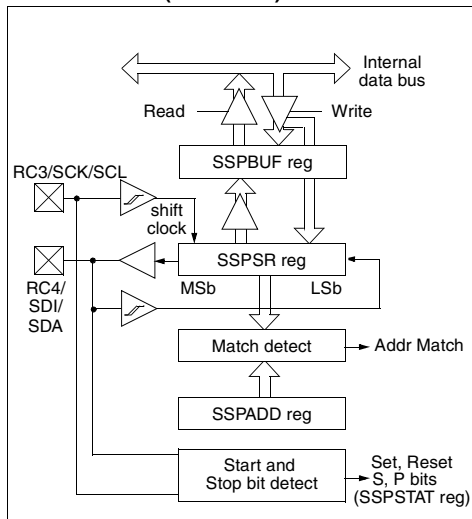 Internal
data bus
Read
Write
SSPBUF reg
RC3/SCK/SCL
shift
clock
SSPSR reg
MSb
LSb
RC4/
SDI/
SDA
Match detect
Addr Match
SSPADD reg
Start and
Stop bit detect
Set, Reset
S, P bits
(SSPSTAT reg)